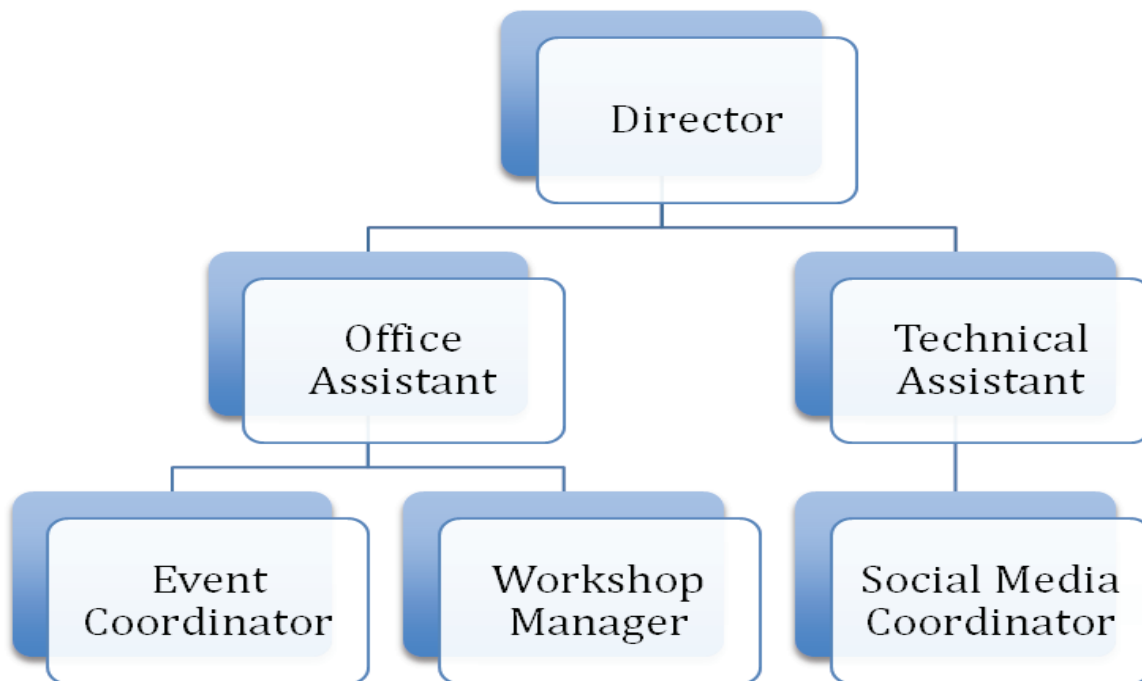 Director
Office
Assistant
Technical
Assistant
Event
Coordinator
Workshop
Manager
Social Media
Coordinator